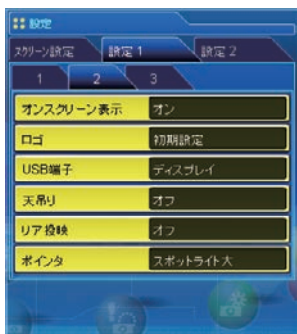 設定
スクリーン設定 設定1 設定2
1 2 3
オンスクリーン表示 オン
ロゴ 初期設定
USB端子 ディスプレイ
天吊り オフ
リア投映 オフ
ポインタ スポットライト大